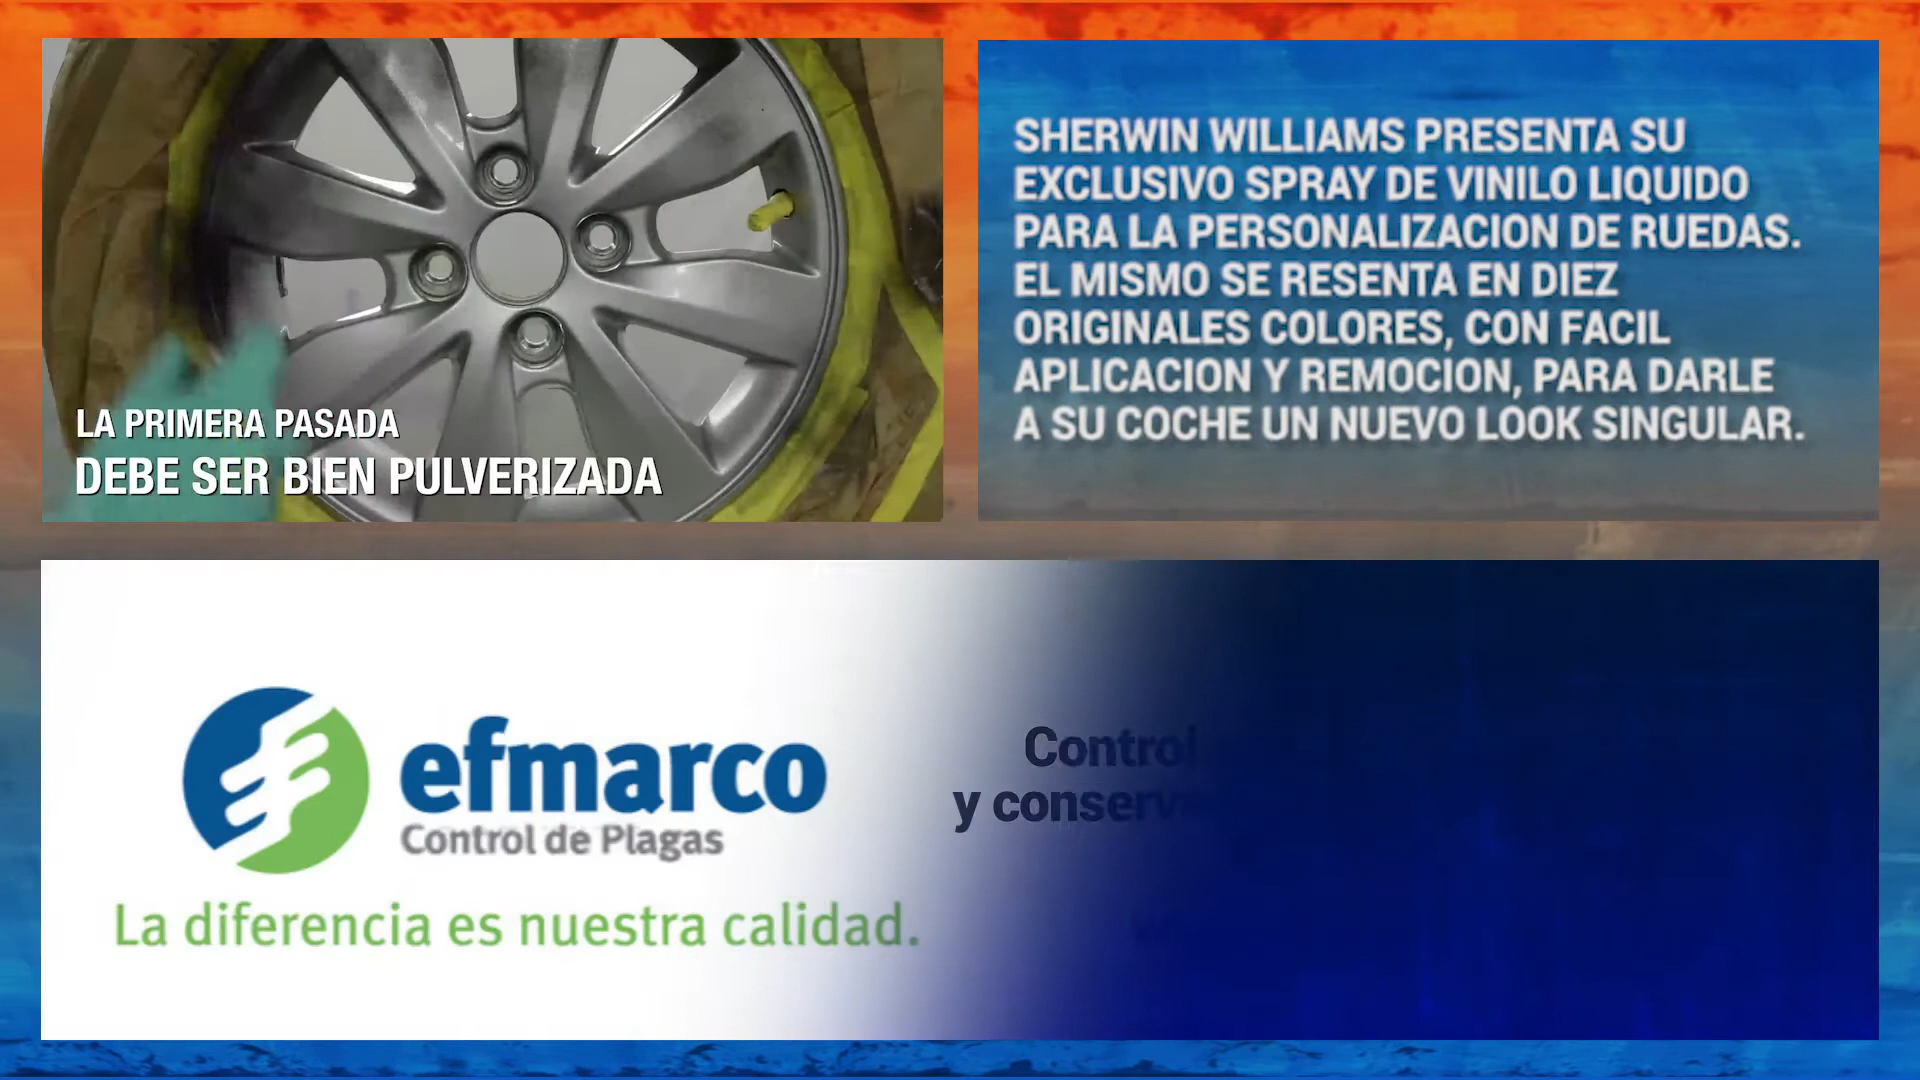 LA PRIMERA PASADA
DEBE SER BIEN PULVERIZADA
SHERWIN WILLIAMS PRESENTA SU
EXCLUSIVO SPRAY DE VINILO LIQUIDO
PARA LA PERSONALIZACION DE RUEDAS.
EL MISMO SE RESENTA EN DIEZ
ORIGINALES COLORES, CON FACIL
APLICACION Y REMOCION, PARA DARLE
A SU COCHE UN NUEVO LOOK SINGULAR.
efmarco
Control de Plagas
La diferencia es nuestra calidad.
Control
y